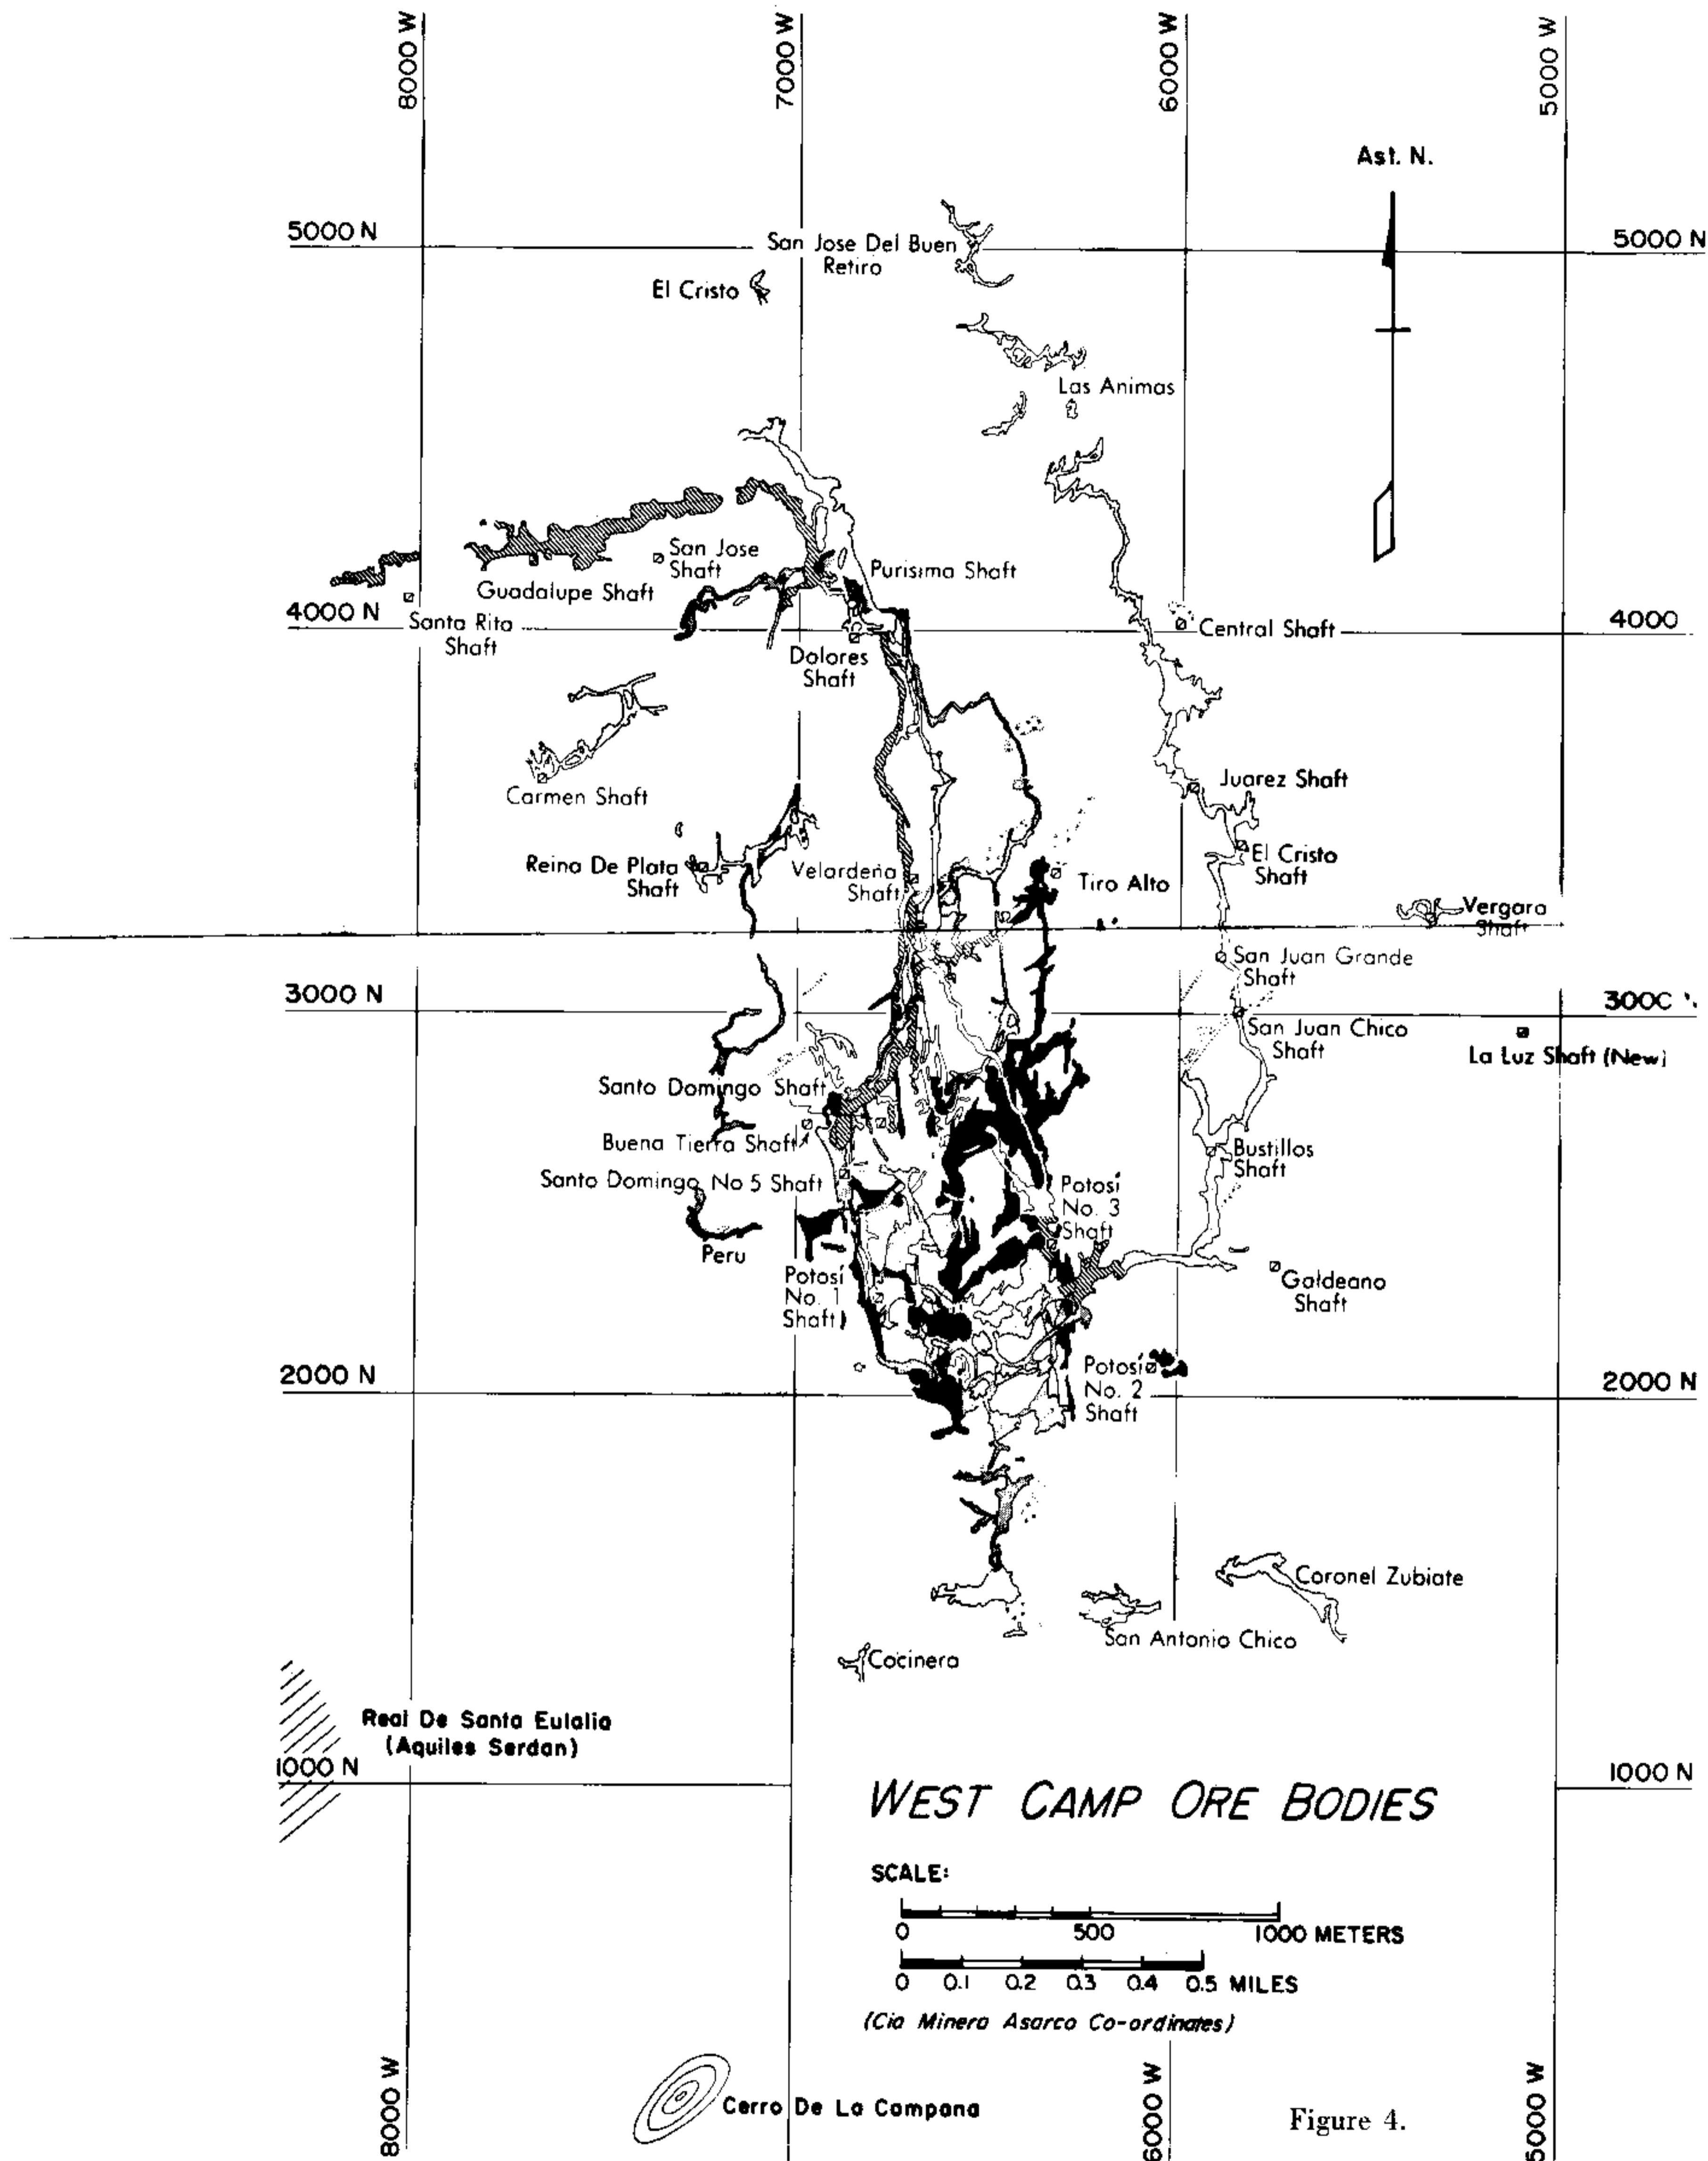 8000 W
7000 W
6000 W
5000 W
Ast. N.
5000 N
San Jose Del Buen
Retiro
5000 N
El Cristo
Las Animas
San Jose
Shaft
Purisima Shaft
Guadalupe Shaft
4000 N
Santa Rita
Shaft
Central Shaft
4000
Dolores
Shaft
Carmen Shaft
Juarez Shaft
Reina De Plata
Shaft
Velardeña
Shaft
Tiro Alto
El Cristo
Shaft
Vergara
Shaft
San Juan Grande
Shaft
3000 N
San Juan Chico
Shaft
La Luz Shaft (New)
Santo Domingo Shaft
Buena Tierra Shaft
Bustillos
Shaft
Santo Domingo No 5 Shaft
Potosí
No. 3
Shaft
Peru
Potosí
No. 1
Shaft
Galdeano
Shaft
2000 N
Potosí
No. 2
Shaft
2000 N
Coronel Zubiate
San Antonio Chico
Cocinera
Real De Santa Eulalia
(Aquiles Serdan)
1000 N
1000 N
WEST CAMP ORE BODIES
SCALE:
0 500 1000 METERS
0 0.1 0.2 0.3 0.4 0.5 MILES
(Cia Minera Asarco Co-ordinates)
8000 W
Cerro De La Campana
6000 W
Figure 4.
5000 W